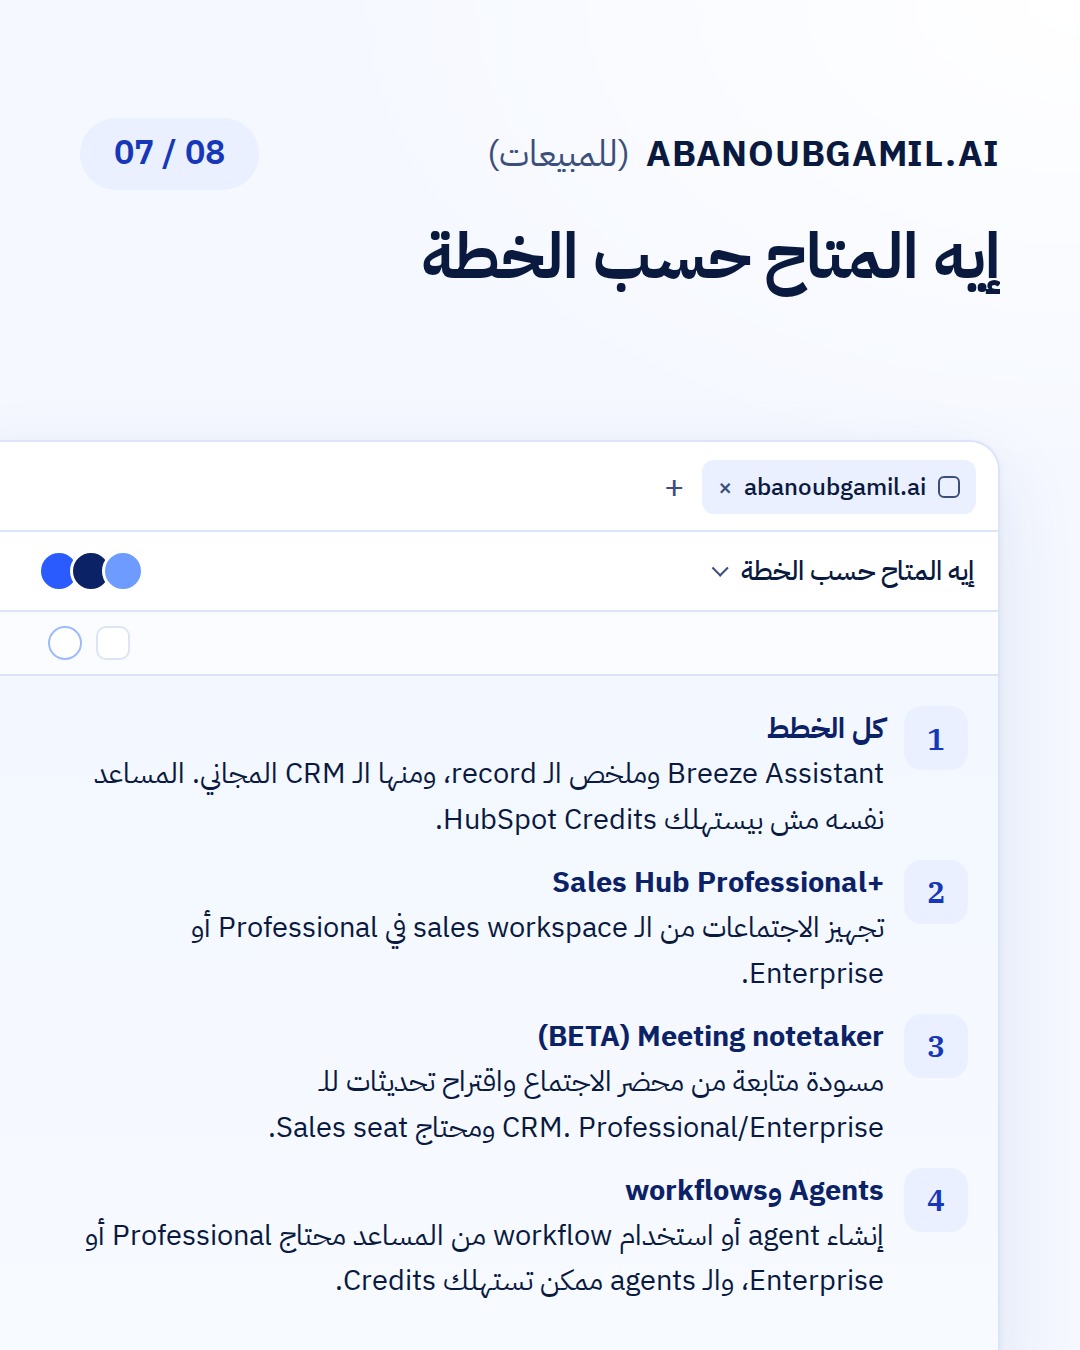 ABANOUBGAMIL.AI (للمبيعات)
07 / 08
إيه المتاح حسب الخطة
abanoubgamil.ai × +
إيه المتاح حسب الخطة
1
كل الخطط
Breeze Assistant وملخص الـ record، ومنها الـ CRM المجاني. المساعد
نفسه مش بيستهلك HubSpot Credits.
2
Sales Hub Professional+
تجهيز الاجتماعات من الـ sales workspace في Professional أو
Enterprise.
3
Meeting notetaker (BETA)
مسودة متابعة من محضر الاجتماع واقتراح تحديثات للـ
CRM. Professional/Enterprise ومحتاج Sales seat.
4
Agents وworkflows
إنشاء agent أو استخدام workflow من المساعد محتاج Professional أو
Enterprise، والـ agents ممكن تستهلك Credits.